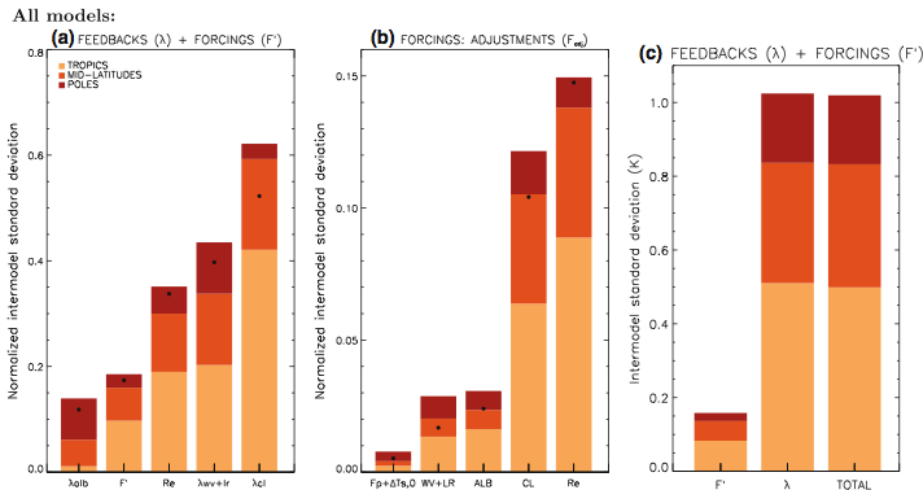 All models:
(a) FEEDBACKS (λ) + FORCINGS (F')
(b) FORCINGS: ADJUSTMENTS (Fadj)
(c) FEEDBACKS (λ) + FORCINGS (F')
TROPICS
MID-LATITUDES
POLES
Normalized intermodel standard deviation
0.8
0.6
0.4
0.2
0.0
λalb F' Re λwv+lr λcl
Normalized intermodel standard deviation
0.15
0.10
0.05
0.00
Fp+ΔTs,0 WV+LR ALB CL Re
Intermodel standard deviation (K)
1.0
0.8
0.6
0.4
0.2
0.0
F' λ TOTAL